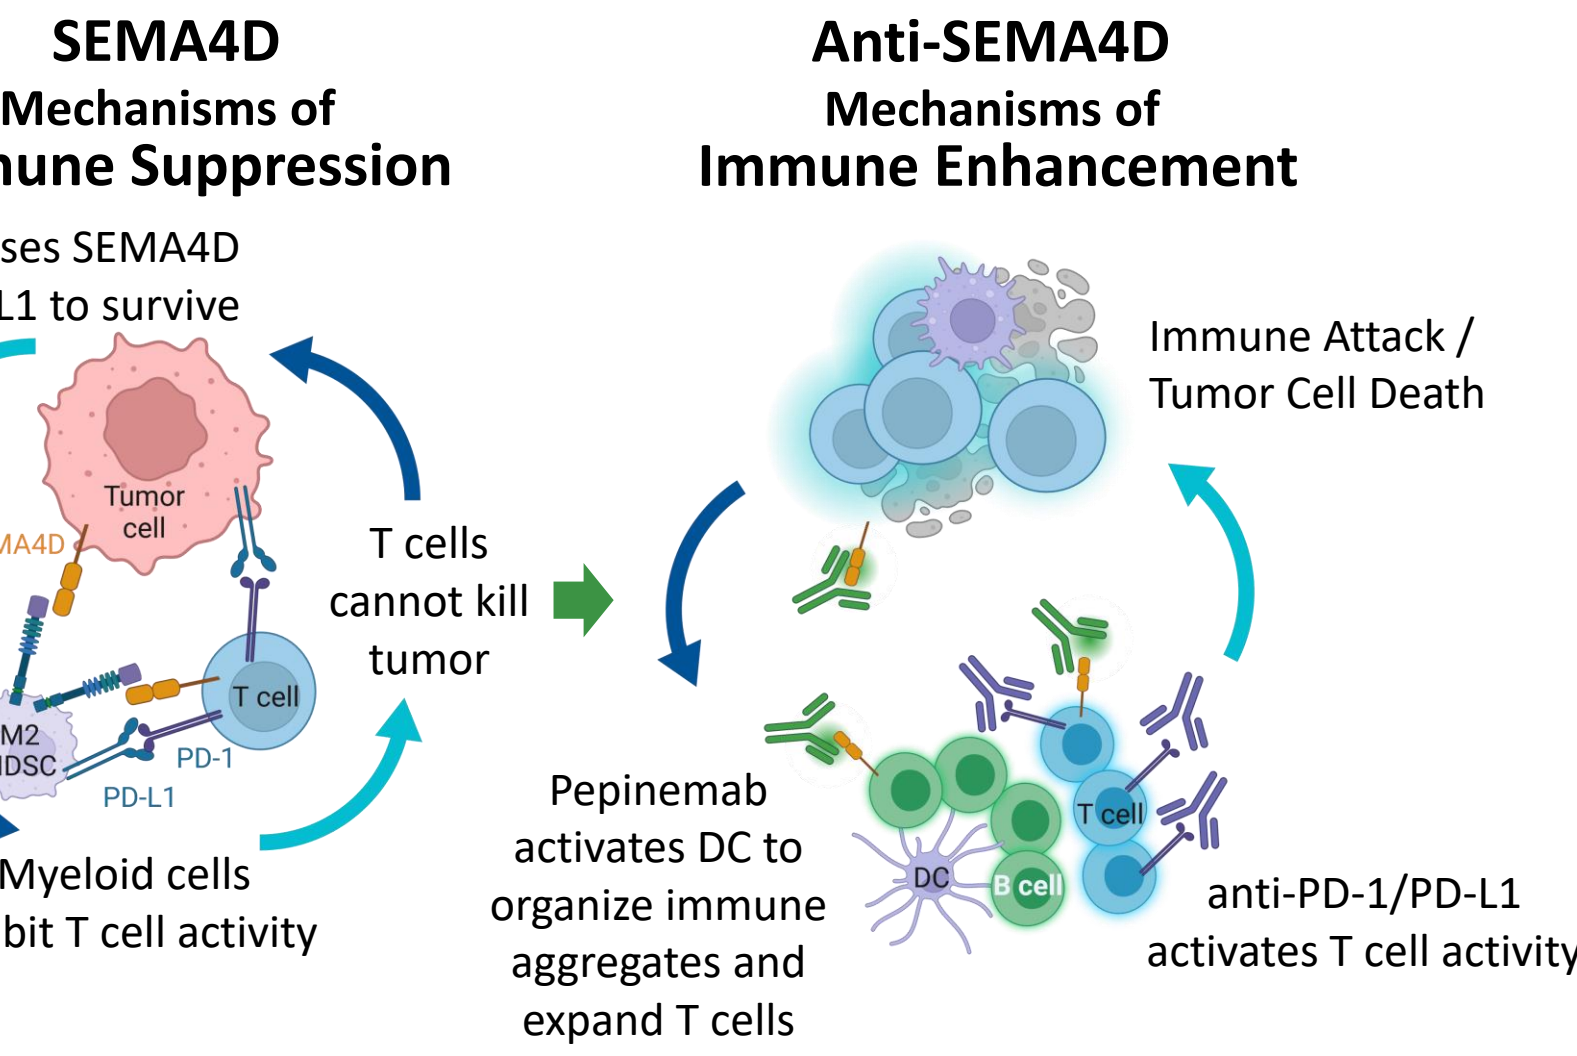 SEMA4D
Mechanisms of
mune Suppression
ses SEMA4D
L1 to survive
Tumor
cell
MA4D
T cells
cannot kill
tumor
T cell
M2
MDSC
PD-1
PD-L1
Myeloid cells
bit T cell activity
Anti-SEMA4D
Mechanisms of
Immune Enhancement
Immune Attack /
Tumor Cell Death
Pepinemab
activates DC to
organize immune
aggregates and
expand T cells
DC
B cell
T cell
anti-PD-1/PD-L1
activates T cell activity